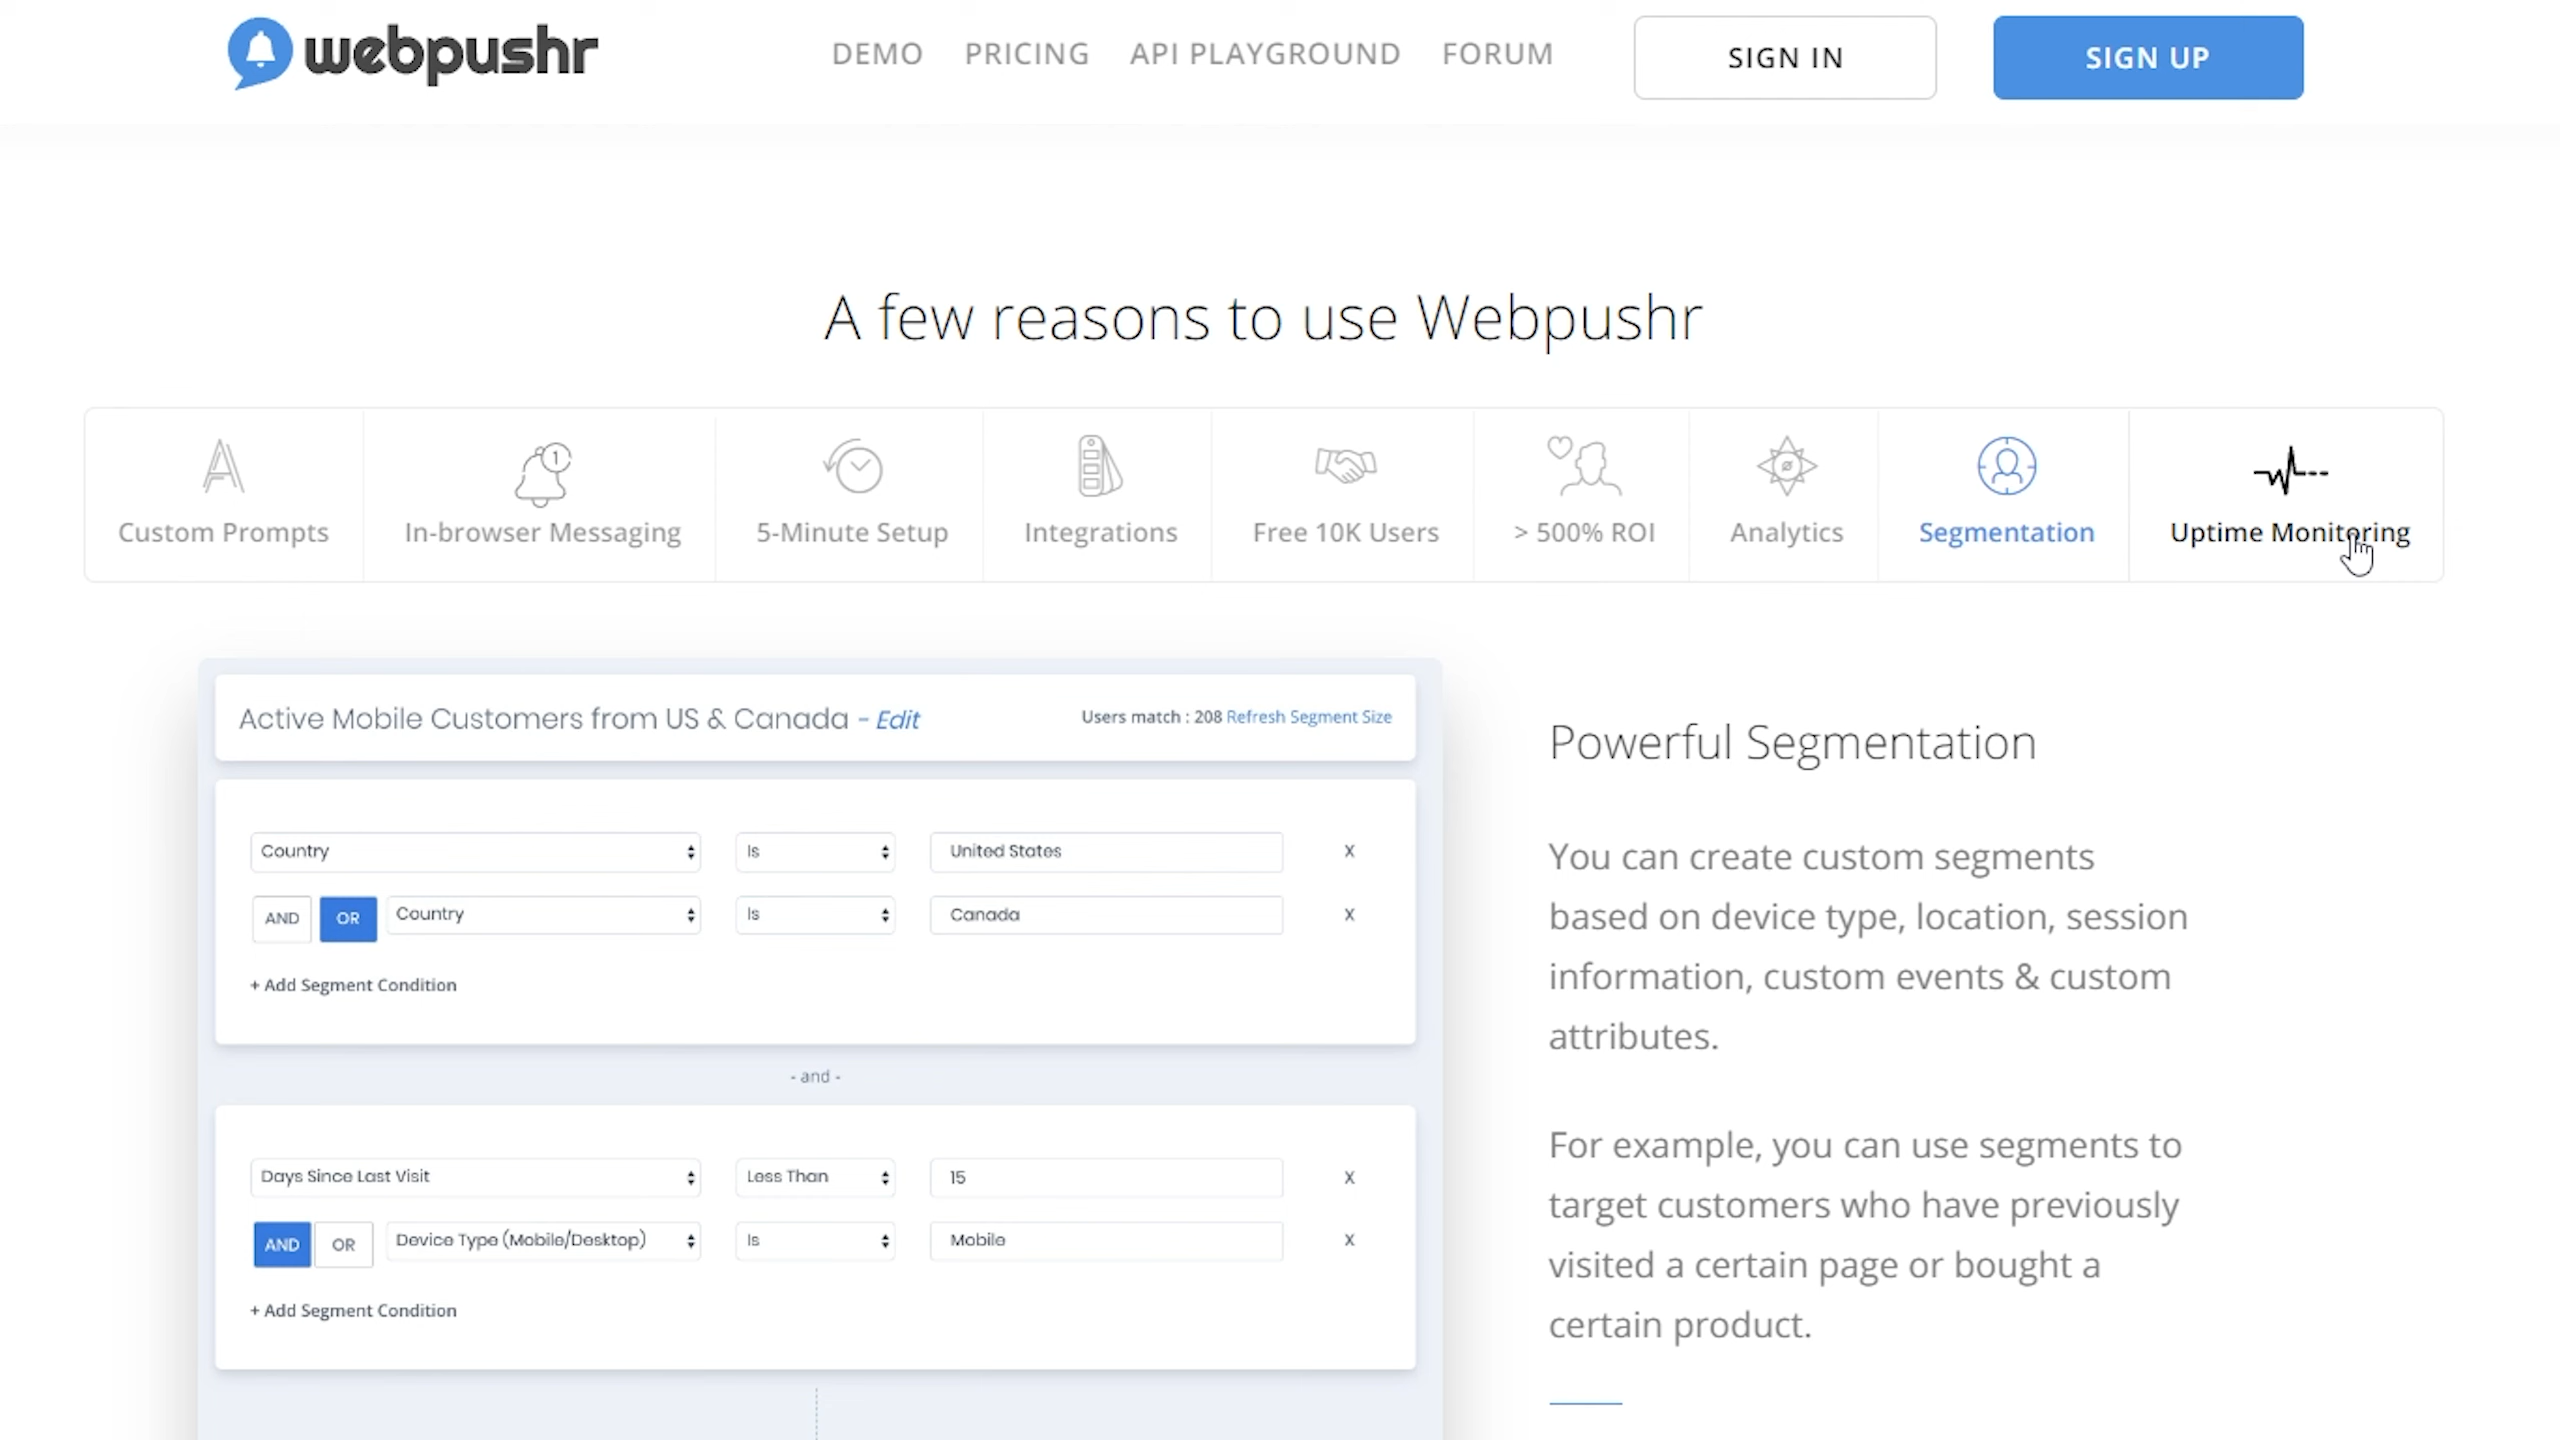 webpushr
DEMO PRICING API PLAYGROUND FORUM SIGN IN SIGN UP
A few reasons to use Webpushr
1
Custom Prompts In-browser Messaging 5-Minute Setup Integrations Free 10K Users > 500% ROI Analytics Segmentation Uptime Monitoring
Active Mobile Customers from US & Canada - Edit Users match : 208 Refresh Segment Size
Country Is United States X
AND OR Country Is Canada X
+ Add Segment Condition
- and -
Days Since Last Visit Less Than 15 X
AND OR Device Type (Mobile/Desktop) Is Mobile X
+ Add Segment Condition
Powerful Segmentation
You can create custom segments
based on device type, location, session
information, custom events & custom
attributes.
For example, you can use segments to
target customers who have previously
visited a certain page or bought a
certain product.